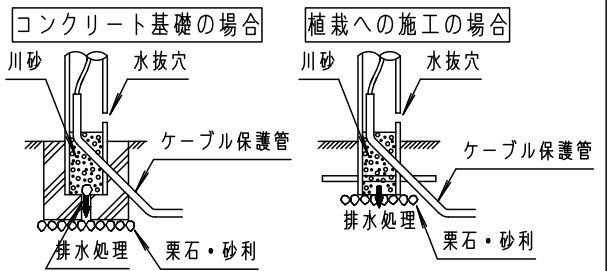 コンクリート基礎の場合
川砂
水抜穴
ケーブル保護管
排水処理
栗石・砂利
植栽への施工の場合
川砂
水抜穴
ケーブル保護管
排水処理
栗石・砂利